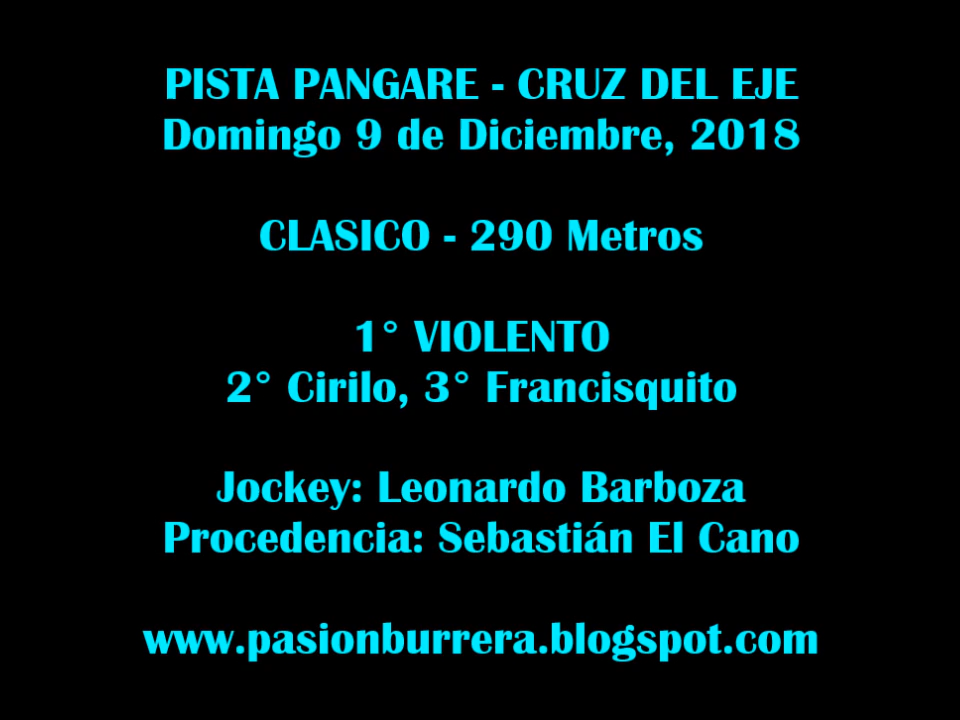 PISTA PANGARE - CRUZ DEL EJE
Domingo 9 de Diciembre, 2018
CLASICO - 290 Metros
1° VIOLENTO
2° Cirilo, 3° Francisquito
Jockey: Leonardo Barboza
Procedencia: Sebastián El Cano
www.pasionburrera.blogspot.com